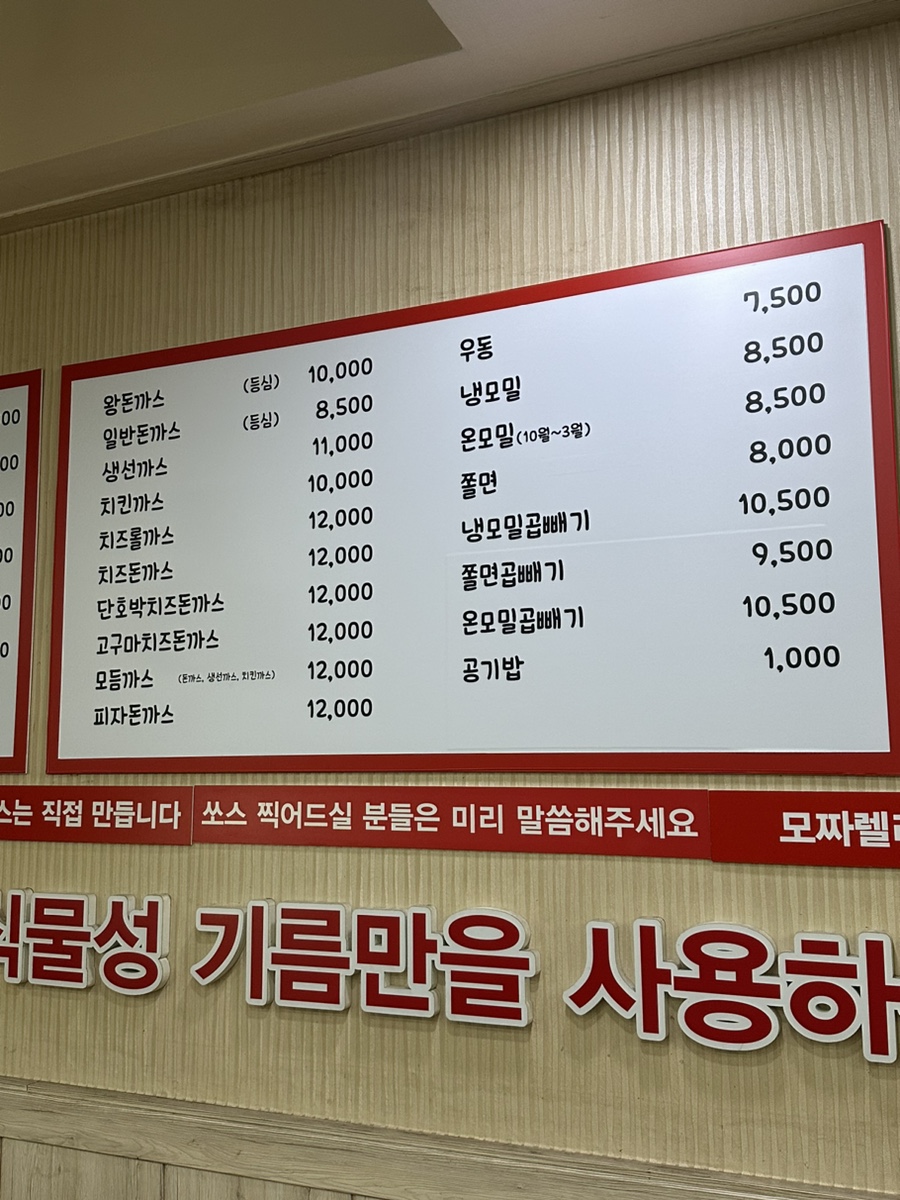 왕돈까스 (등심) 10,000
일반돈까스 (등심) 8,500
생선까스 11,000
치킨까스 10,000
치즈롤까스 12,000
치즈돈까스 12,000
단호박치즈돈까스 12,000
고구마치즈돈까스 12,000
모듬까스 (돈까스, 생선까스, 치킨까스) 12,000
피자돈까스 12,000
우동 7,500
냉모밀 8,500
온모밀(10월~3월) 8,500
쫄면 8,000
냉모밀곱빼기 10,500
쫄면곱빼기 9,500
온모밀곱빼기 10,500
공기밥 1,000
스는 직접 만듭니다
쏘스 찍어드실 분들은 미리 말씀해주세요
모짜렐
식물성 기름만을 사용하